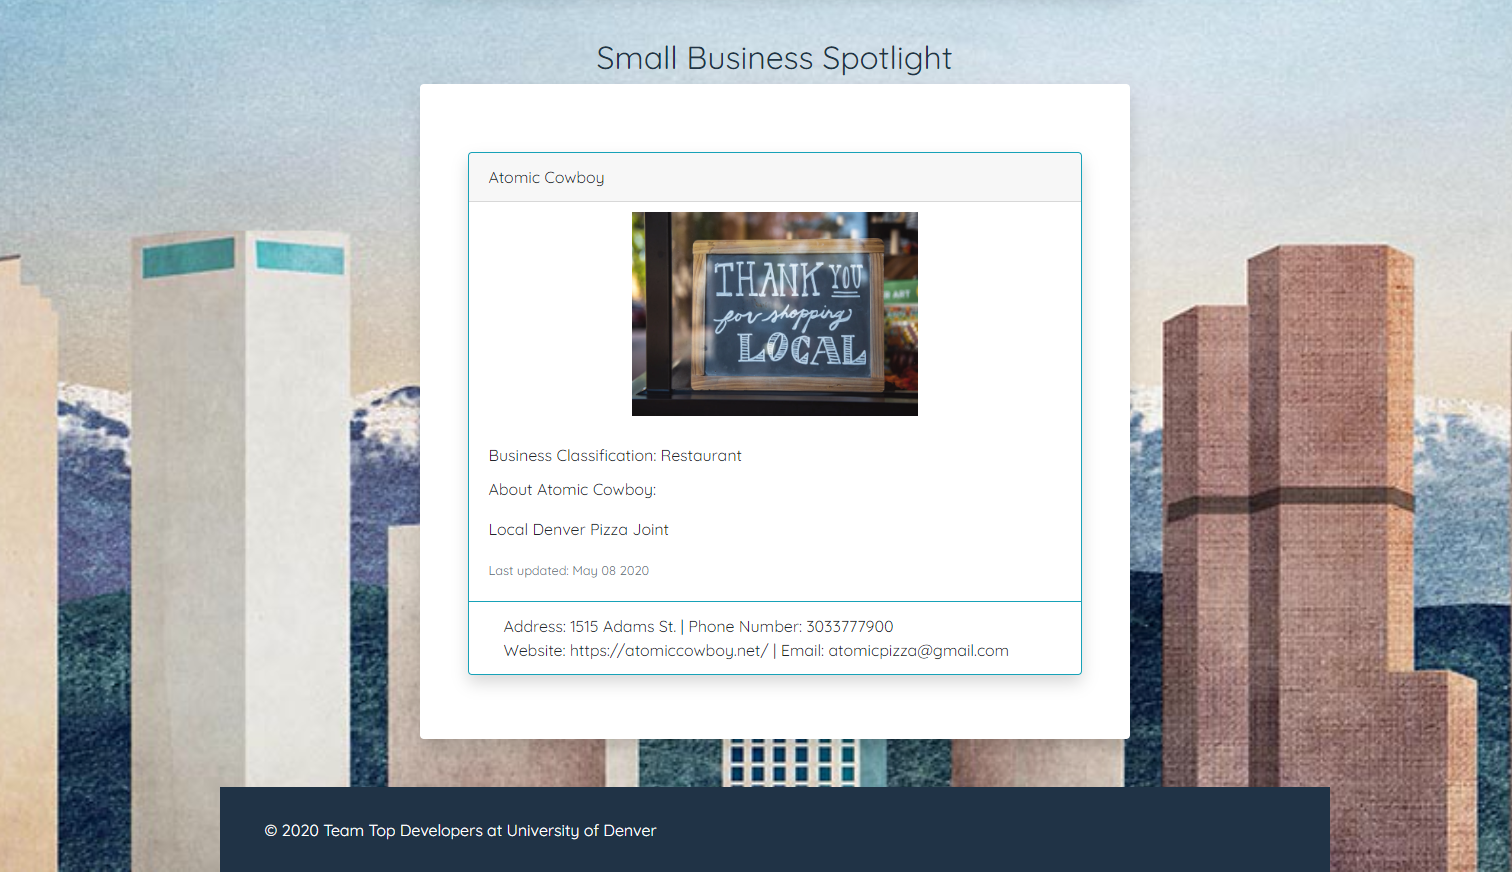 Small Business Spotlight
Atomic Cowboy
THANK YOU
for shopping
LOCAL
ART
Business Classification: Restaurant
About Atomic Cowboy:
Local Denver Pizza Joint
Last updated: May 08 2020
Address: 1515 Adams St. | Phone Number: 3033777900
Website: https://atomiccowboy.net/ | Email: atomicpizza@gmail.com
© 2020 Team Top Developers at University of Denver